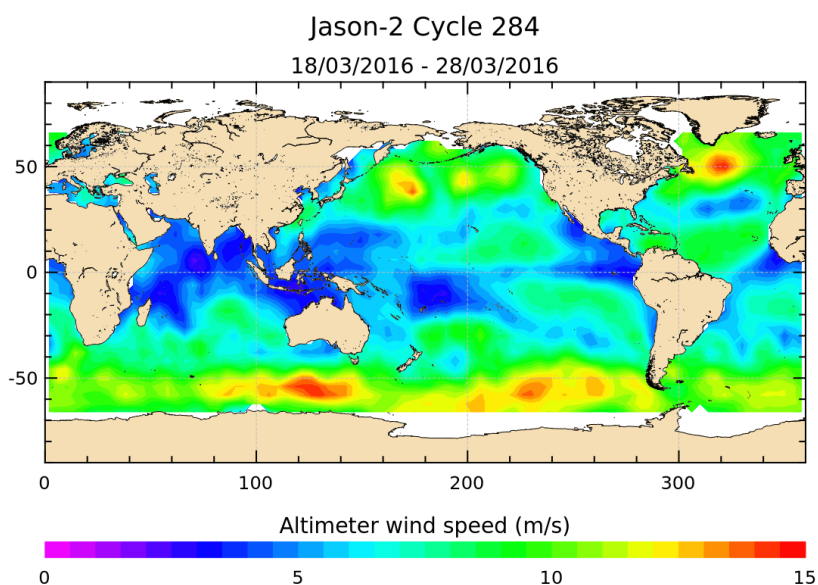 Jason-2 Cycle 284
18/03/2016 - 28/03/2016
50
0
-50
0 100 200 300
Altimeter wind speed (m/s)
0 5 10 15